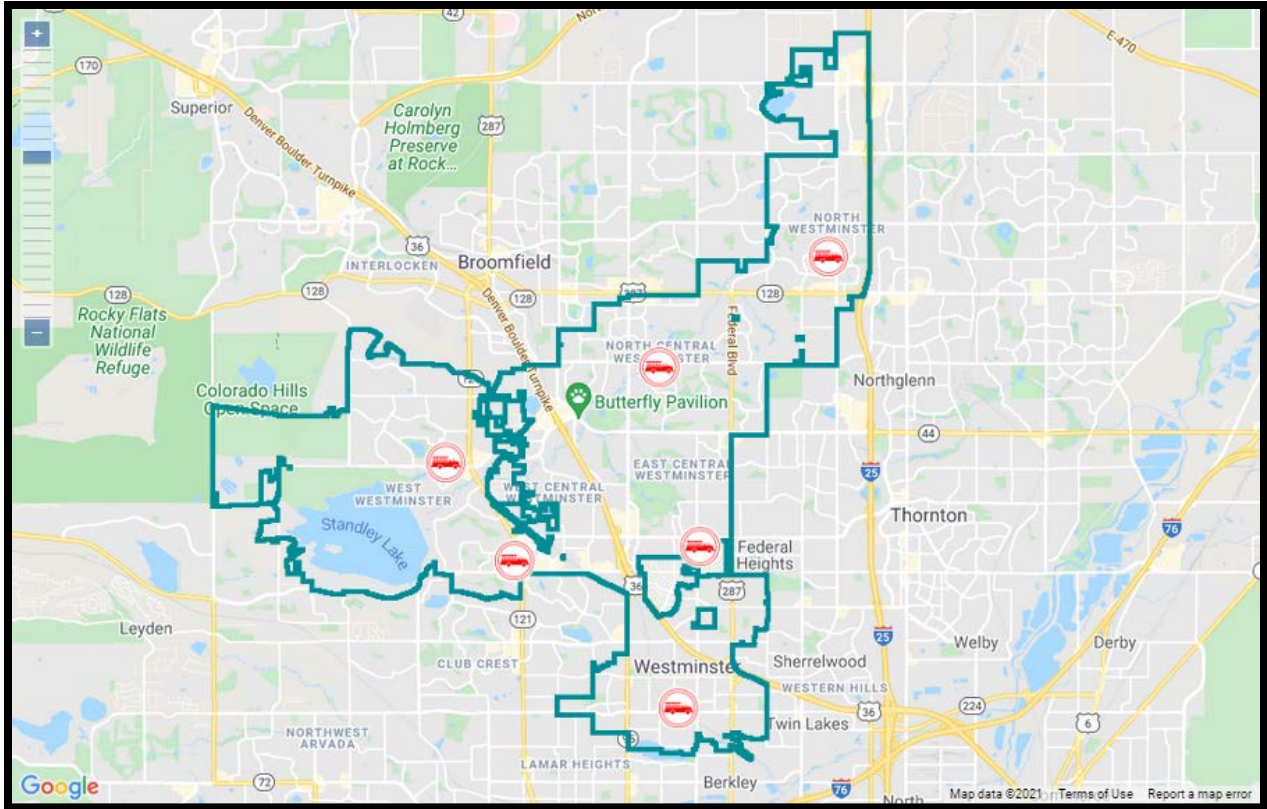 +
42
E-470
170
Superior
Denver Boulder Turnpike
Carolyn
Holmberg
Preserve
at Rock...
287
NORTH
WESTMINSTER
36
INTERLOCKEN
Broomfield
128
128
128
287
128
Rocky Flats
National
Wildlife
Refuge
Denver Boulder Turnpike
Federal Blvd
NORTH CENTRAL
WESTMINSTER
Northglenn
Colorado Hills
Open Space
Butterfly Pavilion
44
EAST CENTRAL
WESTMINSTER
25
WEST
WESTMINSTER
WEST CENTRAL
WESTMINSTER
Thornton
Standley Lake
76
Federal
Heights
36
287
121
Leyden
25
Welby
Derby
CLUB CREST
Westminster
Sherrelwood
WESTERN HILLS
36
224
Twin Lakes
6
NORTHWEST
ARVADA
95
LAMAR HEIGHTS
72
Berkley
76
North
Google
Map data ©2021
Terms of Use
Report a map error